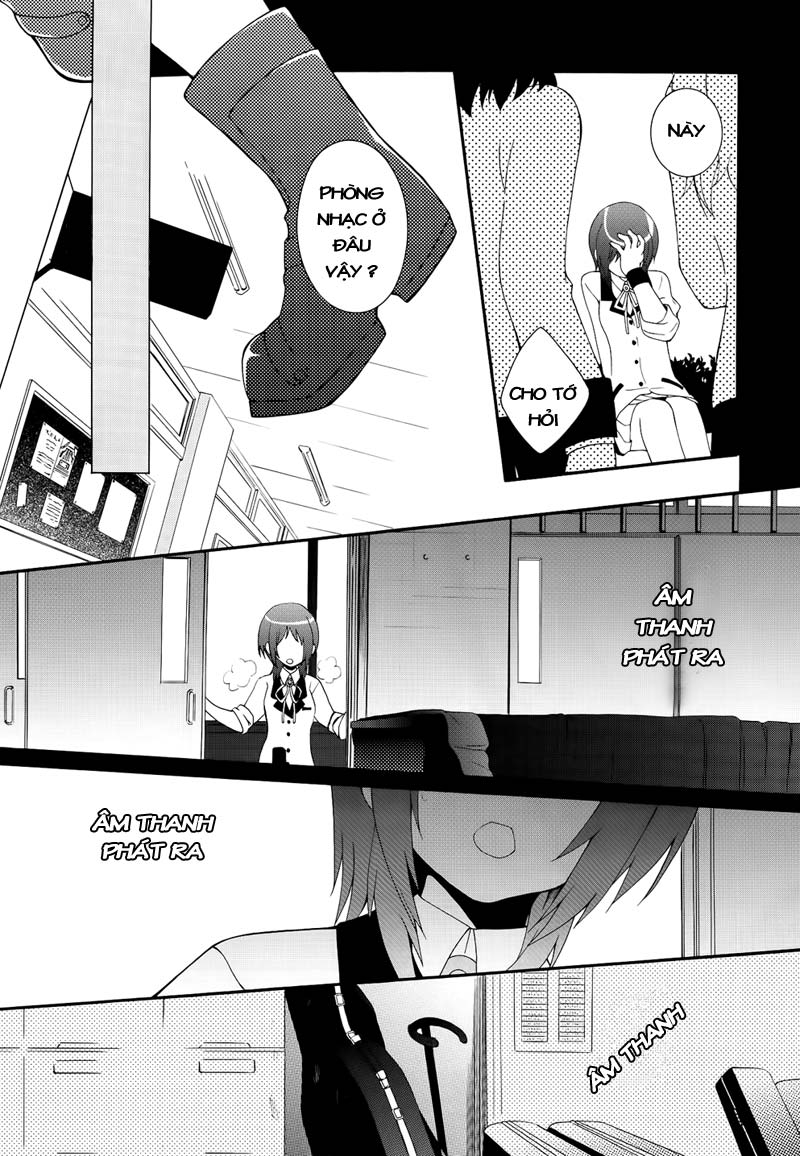 NÀY
CHO TỚ
HỎI
PHÒNG
NHẠC Ở
ĐÂU
VẬY ?
ÂM
THANH
PHÁT RA
ÂM THANH
PHÁT RA
ÂM THANH